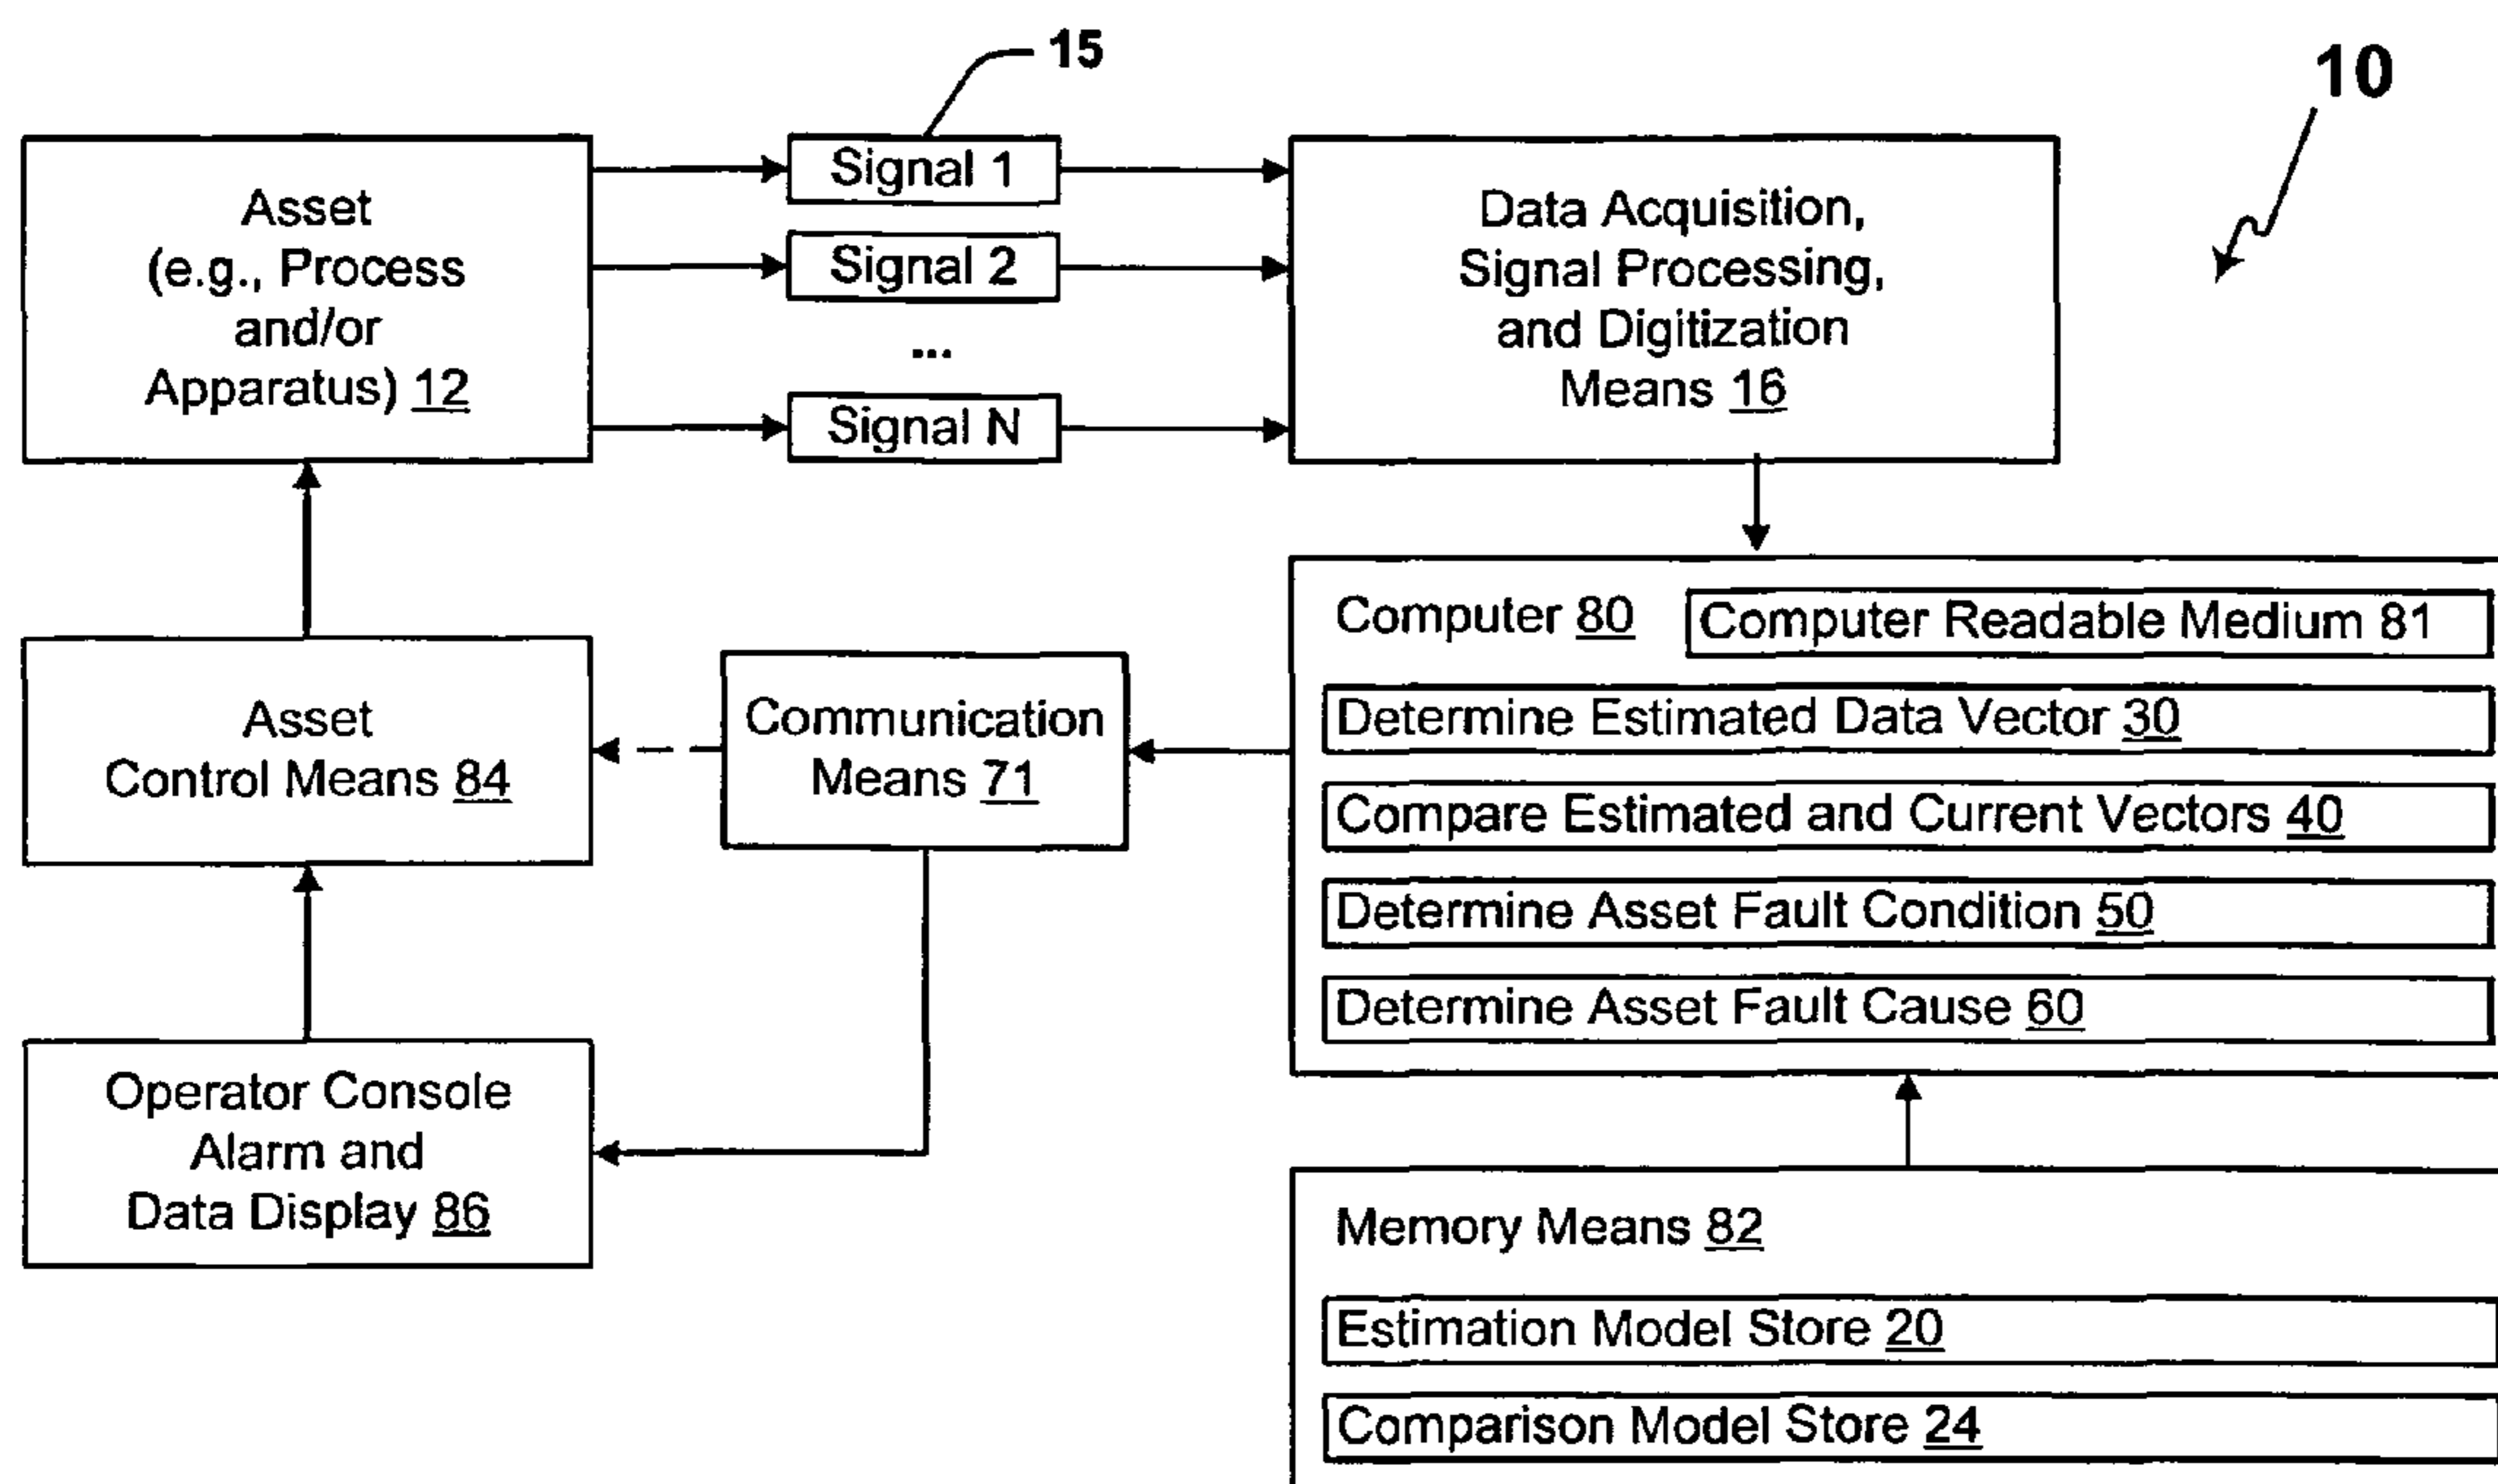 15
10
Asset
(e.g., Process
and/or
Apparatus) 12
Signal 1
Signal 2
...
Signal N
Data Acquisition,
Signal Processing,
and Digitization
Means 16
Computer 80
Computer Readable Medium 81
Determine Estimated Data Vector 30
Compare Estimated and Current Vectors 40
Determine Asset Fault Condition 50
Determine Asset Fault Cause 60
Communication
Means 71
Asset
Control Means 84
Operator Console
Alarm and
Data Display 86
Memory Means 82
Estimation Model Store 20
Comparison Model Store 24